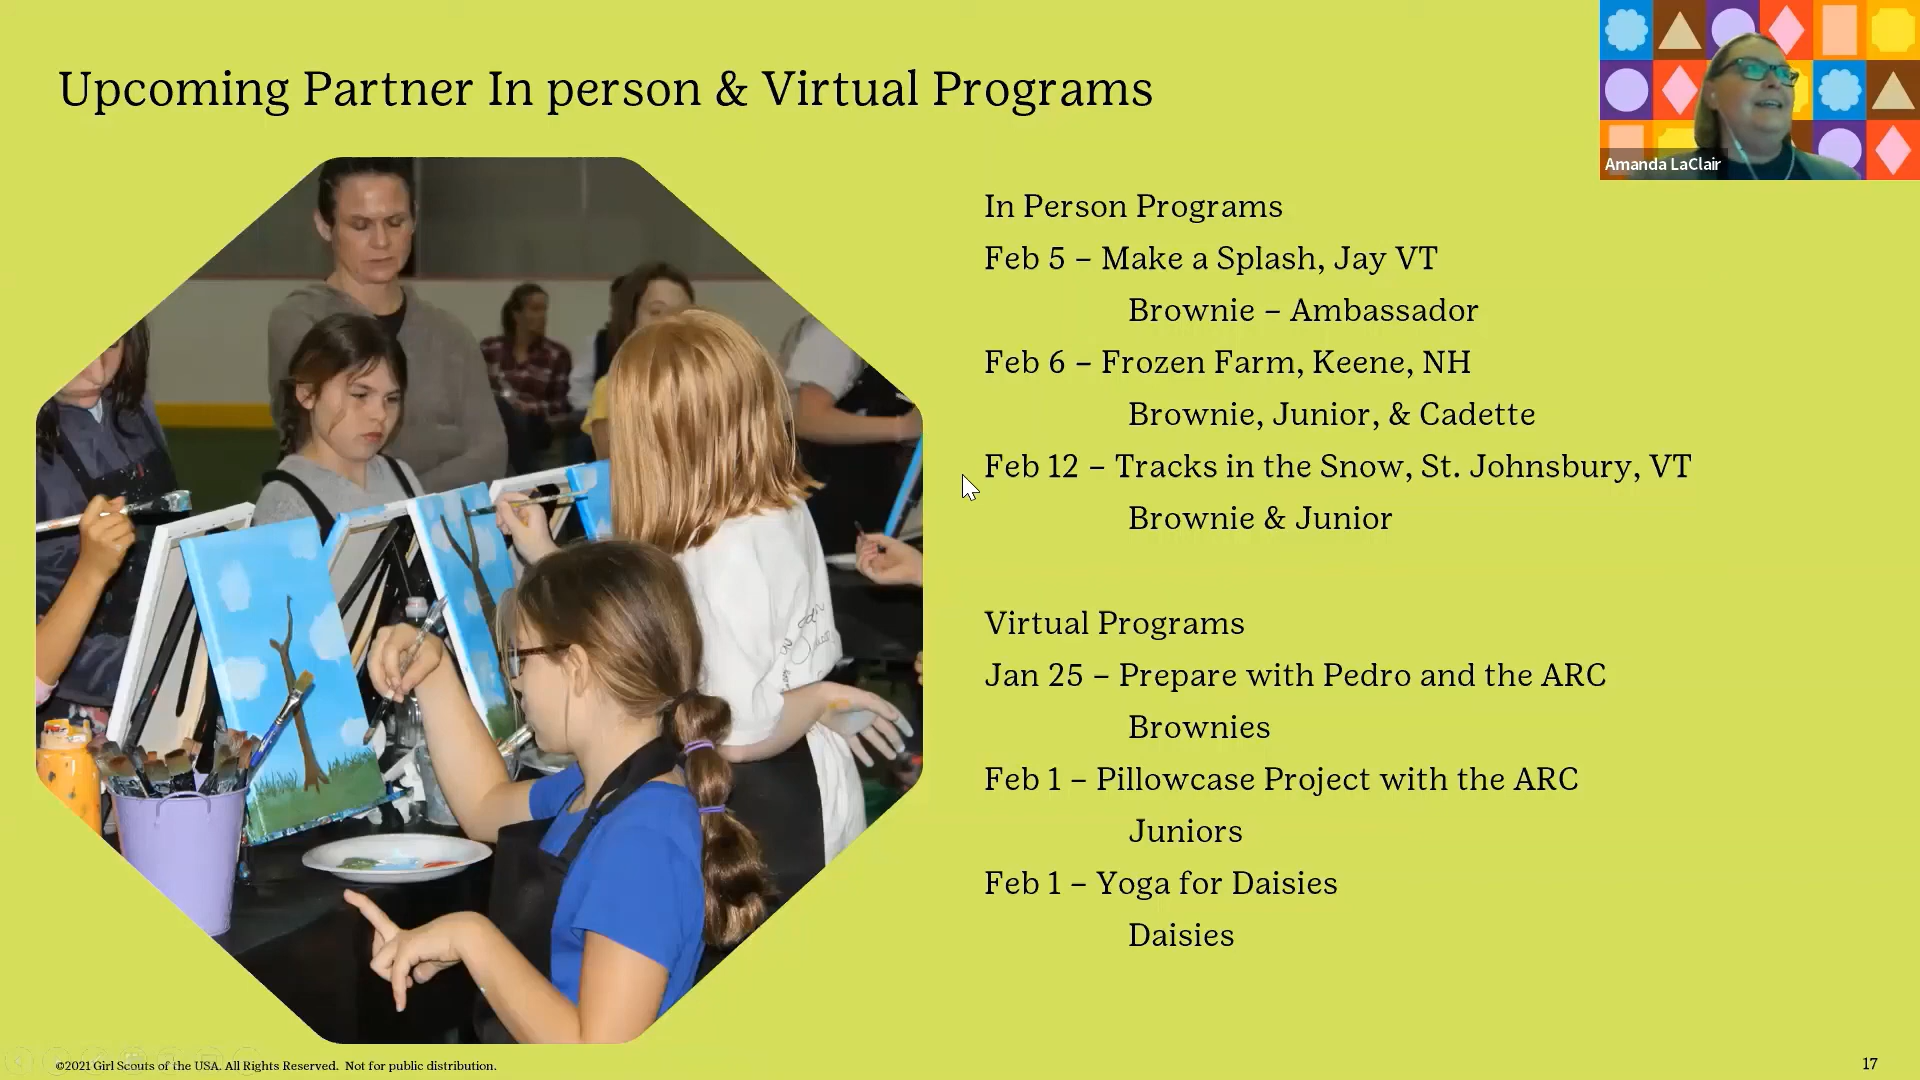 Upcoming Partner In person & Virtual Programs
Amanda LaClair
In Person Programs
Feb 5 – Make a Splash, Jay VT
Brownie – Ambassador
Feb 6 – Frozen Farm, Keene, NH
Brownie, Junior, & Cadette
Feb 12 – Tracks in the Snow, St. Johnsbury, VT
Brownie & Junior
Virtual Programs
Jan 25 – Prepare with Pedro and the ARC
Brownies
Feb 1 – Pillowcase Project with the ARC
Juniors
Feb 1 – Yoga for Daisies
Daisies
©2021 Girl Scouts of the USA. All Rights Reserved. Not for public distribution.
17